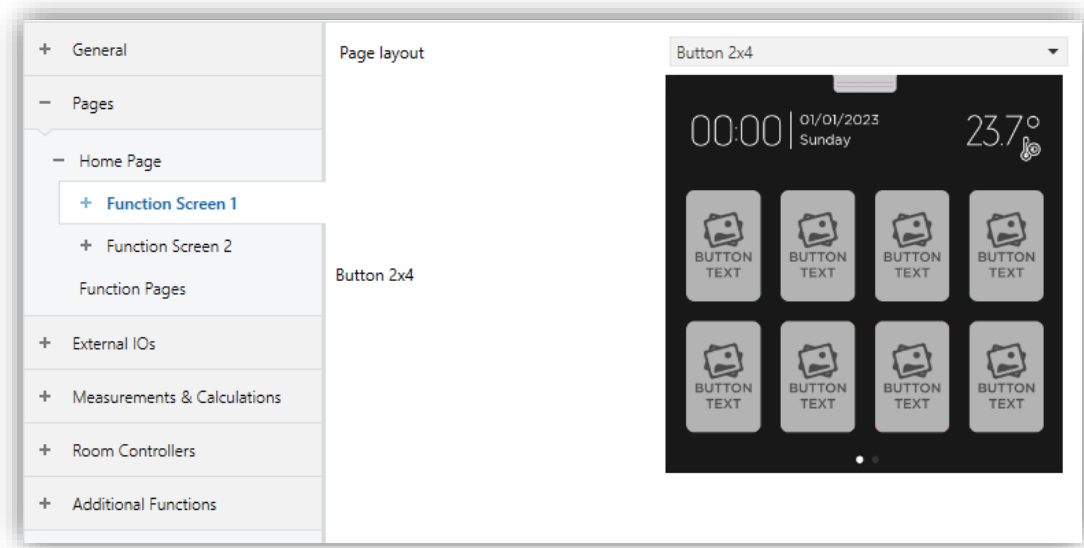 General
Pages
Home Page
Function Screen 1
Function Screen 2
Function Pages
External IOs
Measurements & Calculations
Room Controllers
Additional Functions
Page layout
Button 2x4
Button 2x4
00:00
01/01/2023
Sunday
23.7°
BUTTON
TEXT
BUTTON
TEXT
BUTTON
TEXT
BUTTON
TEXT
BUTTON
TEXT
BUTTON
TEXT
BUTTON
TEXT
BUTTON
TEXT